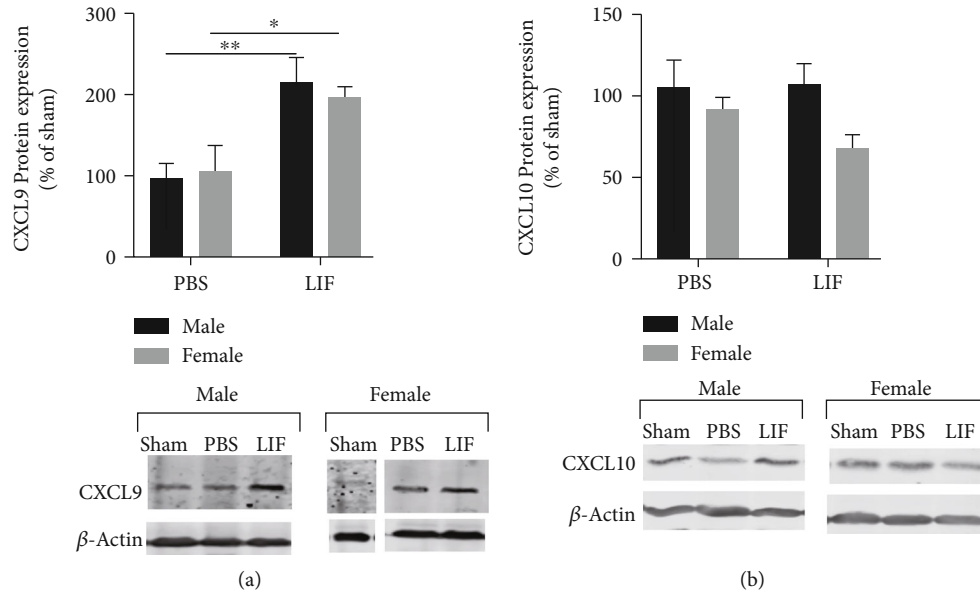 CXCL9 Protein expression
(% of sham)
300
200
100
0
*
**
PBS
LIF
Male
Female
Male
Female
Sham PBS LIF
Sham PBS LIF
CXCL9
β-Actin
(a)
CXCL10 Protein expression
(% of sham)
150
100
50
0
PBS
LIF
Male
Female
Male
Female
Sham PBS LIF
Sham PBS LIF
CXCL10
β-Actin
(b)